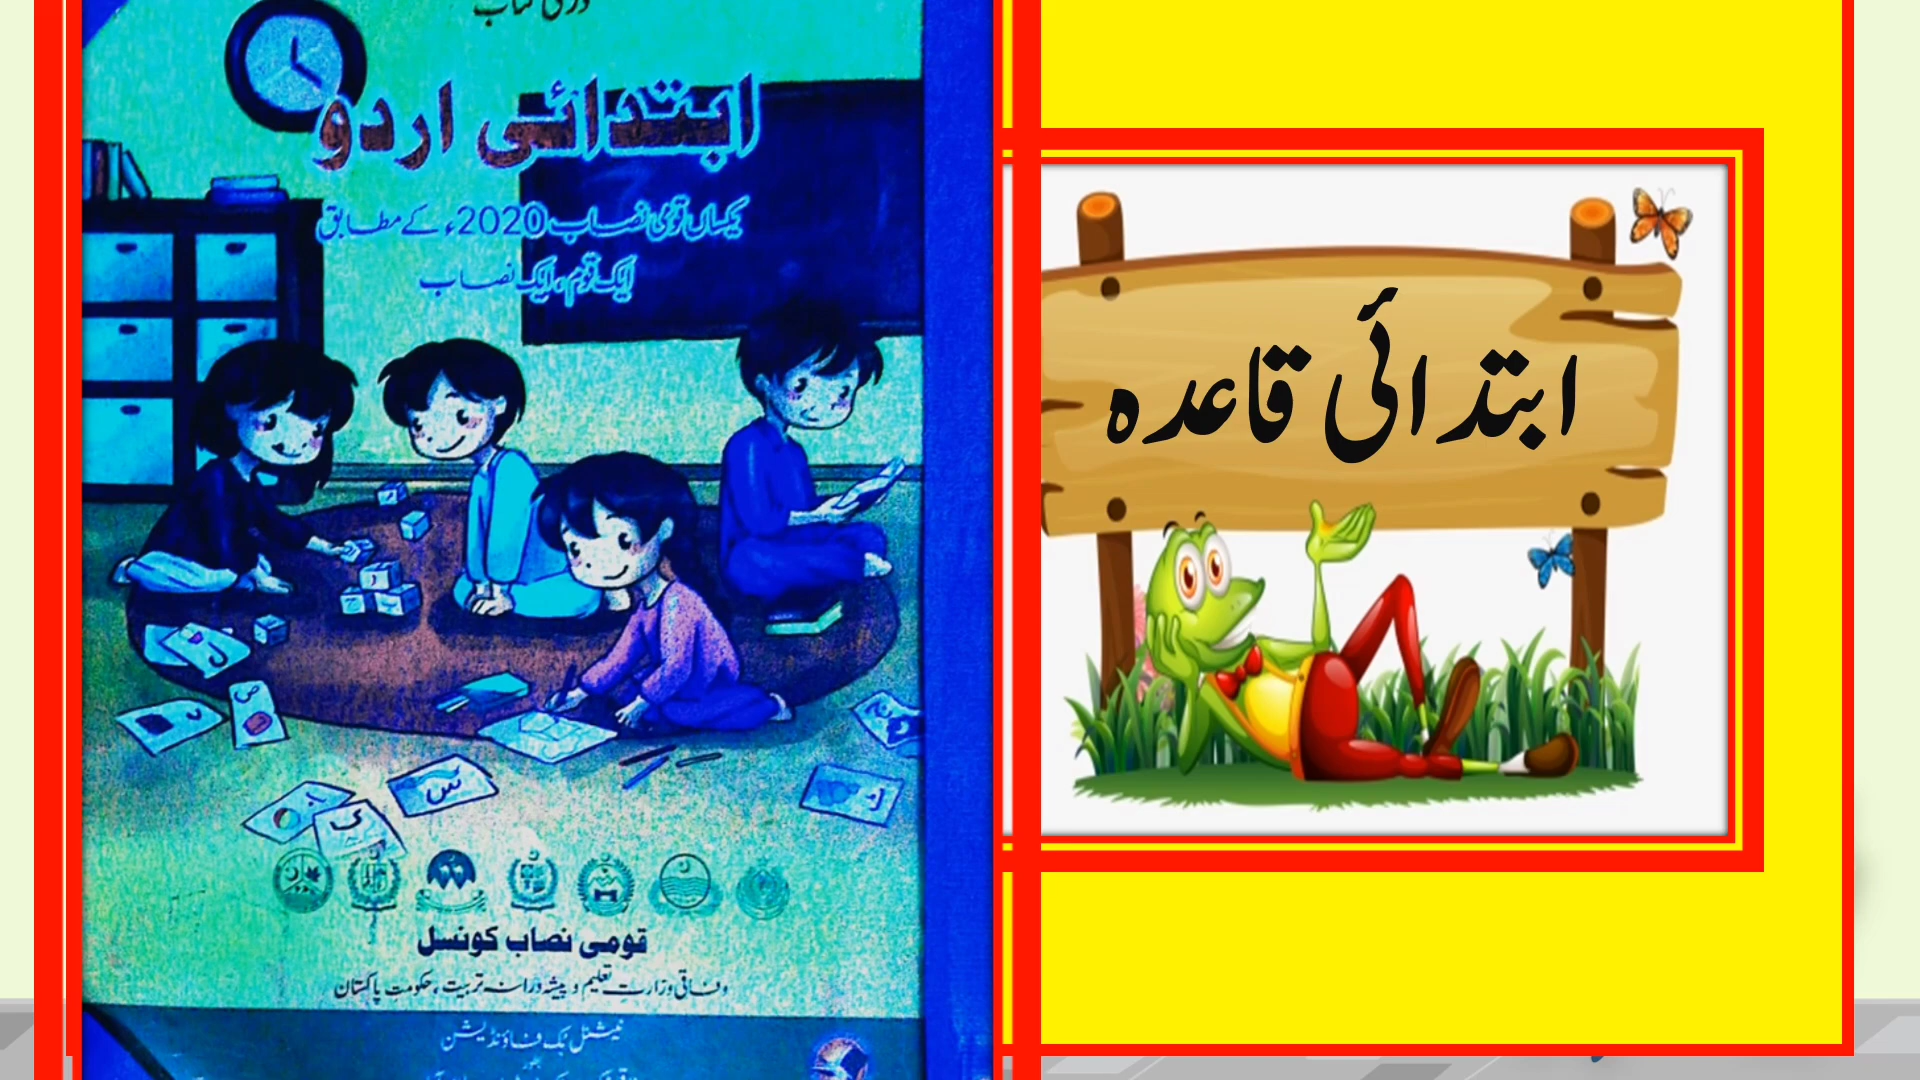 درسی کتاب
ابتدائی اردو
یکساں قومی نصاب 2020ء کے مطابق
ایک قوم، ایک نصاب
ل
ص
س
ی
قومی نصاب کونسل
وفاقی وزارتِ تعلیم و پیشہ ورانہ تربیت، حکومت پاکستان
نیشنل بک فاؤنڈیشن
ابتدائی قاعدہ